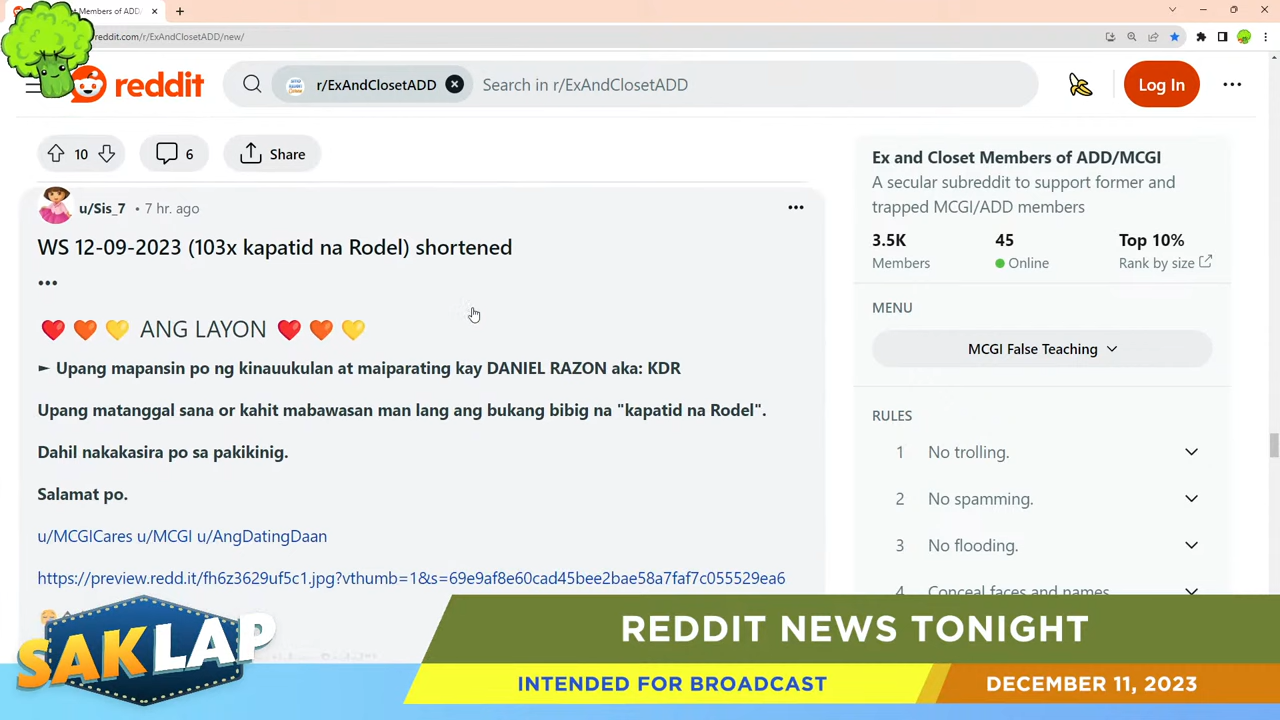 Members of ADD/
reddit.com/r/ExAndClosetADD/new/
reddit
r/ExAndClosetADD
Search in r/ExAndClosetADD
Log In
10
6
Share
u/Sis_7 • 7 hr. ago
WS 12-09-2023 (103x kapatid na Rodel) shortened
•••
❤️🧡💛 ANG LAYON ❤️🧡💛
► Upang mapansin po ng kinauukulan at maiparating kay DANIEL RAZON aka: KDR
Upang matanggal sana or kahit mabawasan man lang ang bukang bibig na "kapatid na Rodel".
Dahil nakakasira po sa pakikinig.
Salamat po.
u/MCGICares u/MCGI u/AngDatingDaan
https://preview.redd.it/fh6z3629uf5c1.jpg?vthumb=1&s=69e9af8e60cad45bee2bae58a7faf7c055529ea6
Ex and Closet Members of ADD/MCGI
A secular subreddit to support former and
trapped MCGI/ADD members
3.5K 45 Top 10%
Members Online Rank by size
MENU
MCGI False Teaching
RULES
1 No trolling.
2 No spamming.
3 No flooding.
4 Conceal faces and names
SAKLAP
REDDIT NEWS TONIGHT
INTENDED FOR BROADCAST
DECEMBER 11, 2023